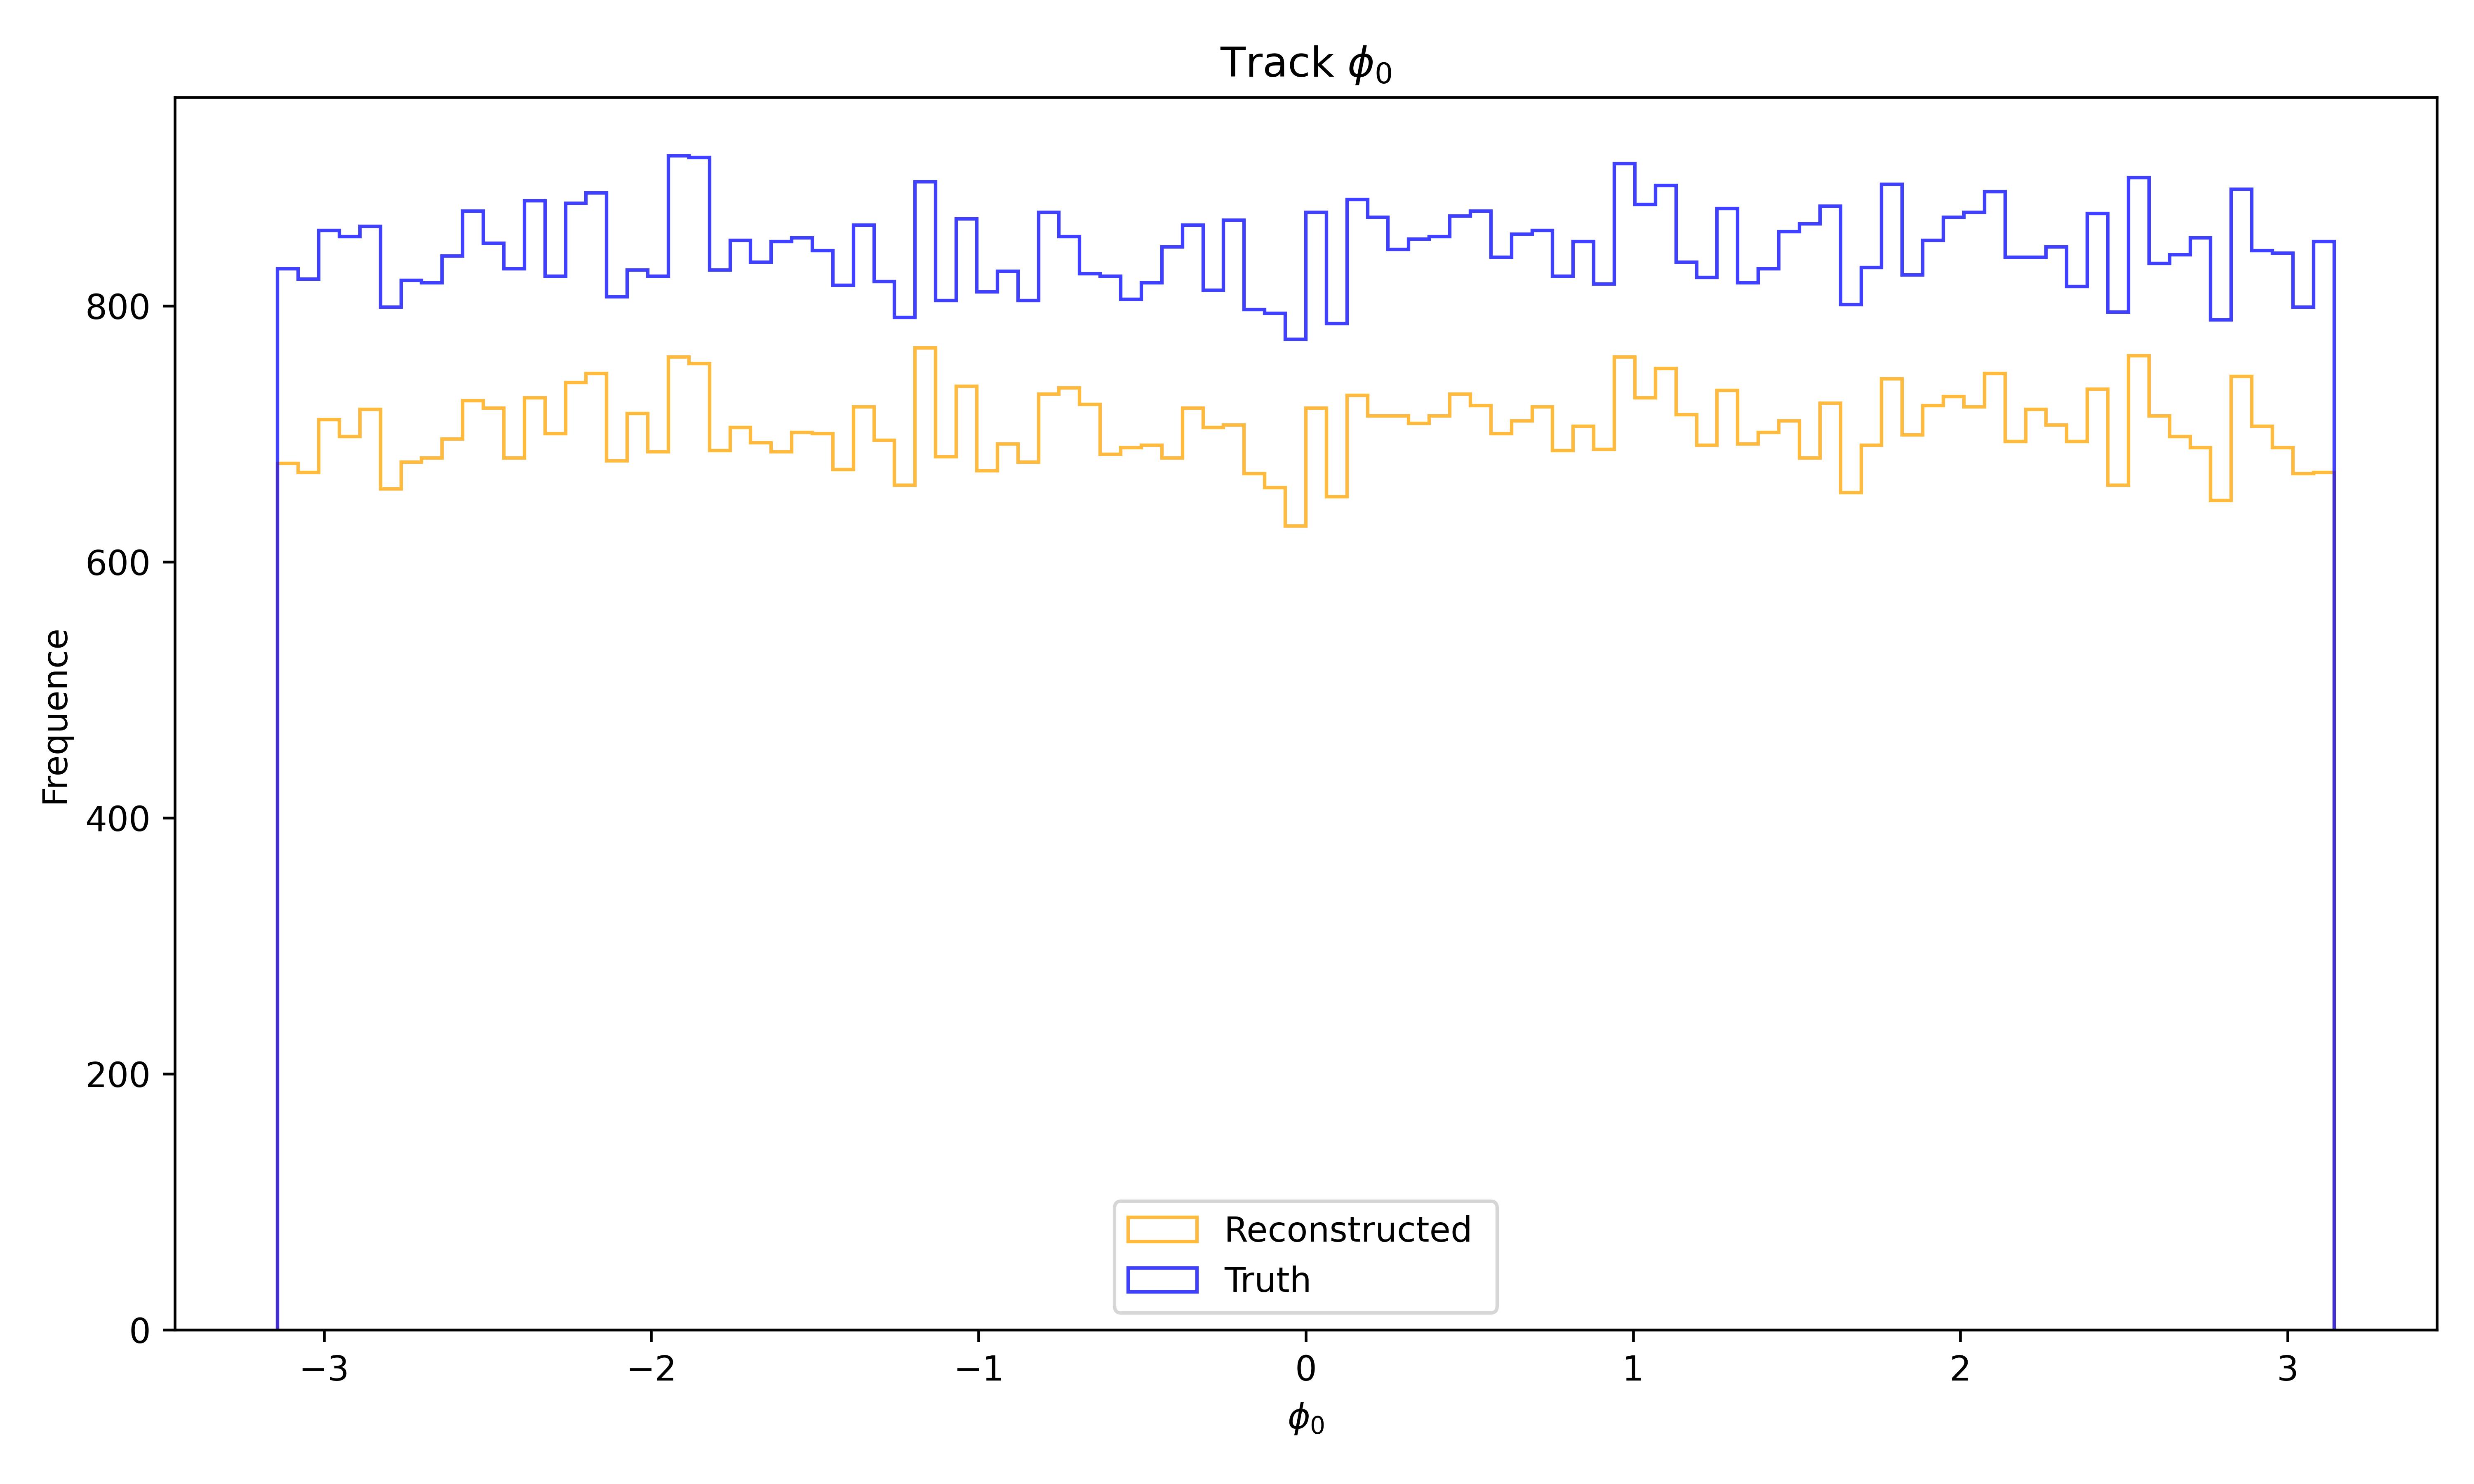 Track ϕ₀
Frequence
800
600
400
200
0
−3 −2 −1 0 1 2 3
ϕ₀
Reconstructed
Truth